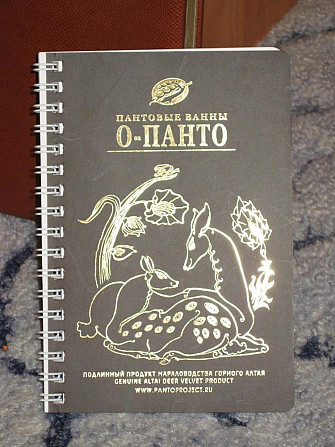 ПАНТОВЫЕ ВАННЫ
О-ПАНТО
ПОДЛИННЫЙ ПРОДУКТ МАРАЛОВОДСТВА ГОРНОГО АЛТАЯ
GENUINE ALTAI DEER VELVET PRODUCT
WWW.PANTOPROJECT.RU